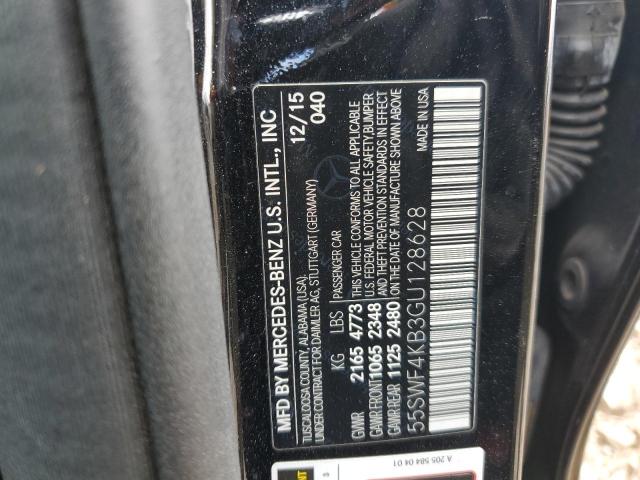 MFD BY MERCEDES-BENZ U.S. INTL., INC
TUSCALOOSA COUNTY, ALABAMA (USA),
UNDER CONTRACT FOR DAIMLER AG, STUTTGART (GERMANY)
12/15
040
KG LBS PASSENGER CAR
GVWR 2165 4773 THIS VEHICLE CONFORMS TO ALL APPLICABLE
GAWR FRONT 1065 2348 U.S. FEDERAL MOTOR VEHICLE SAFETY, BUMPER
GAWR REAR 1125 2480 AND THEFT PREVENTION STANDARDS IN EFFECT
ON THE DATE OF MANUFACTURE SHOWN ABOVE
55SWF4KB3GU128628 MADE IN USA
A 205 584 04 01